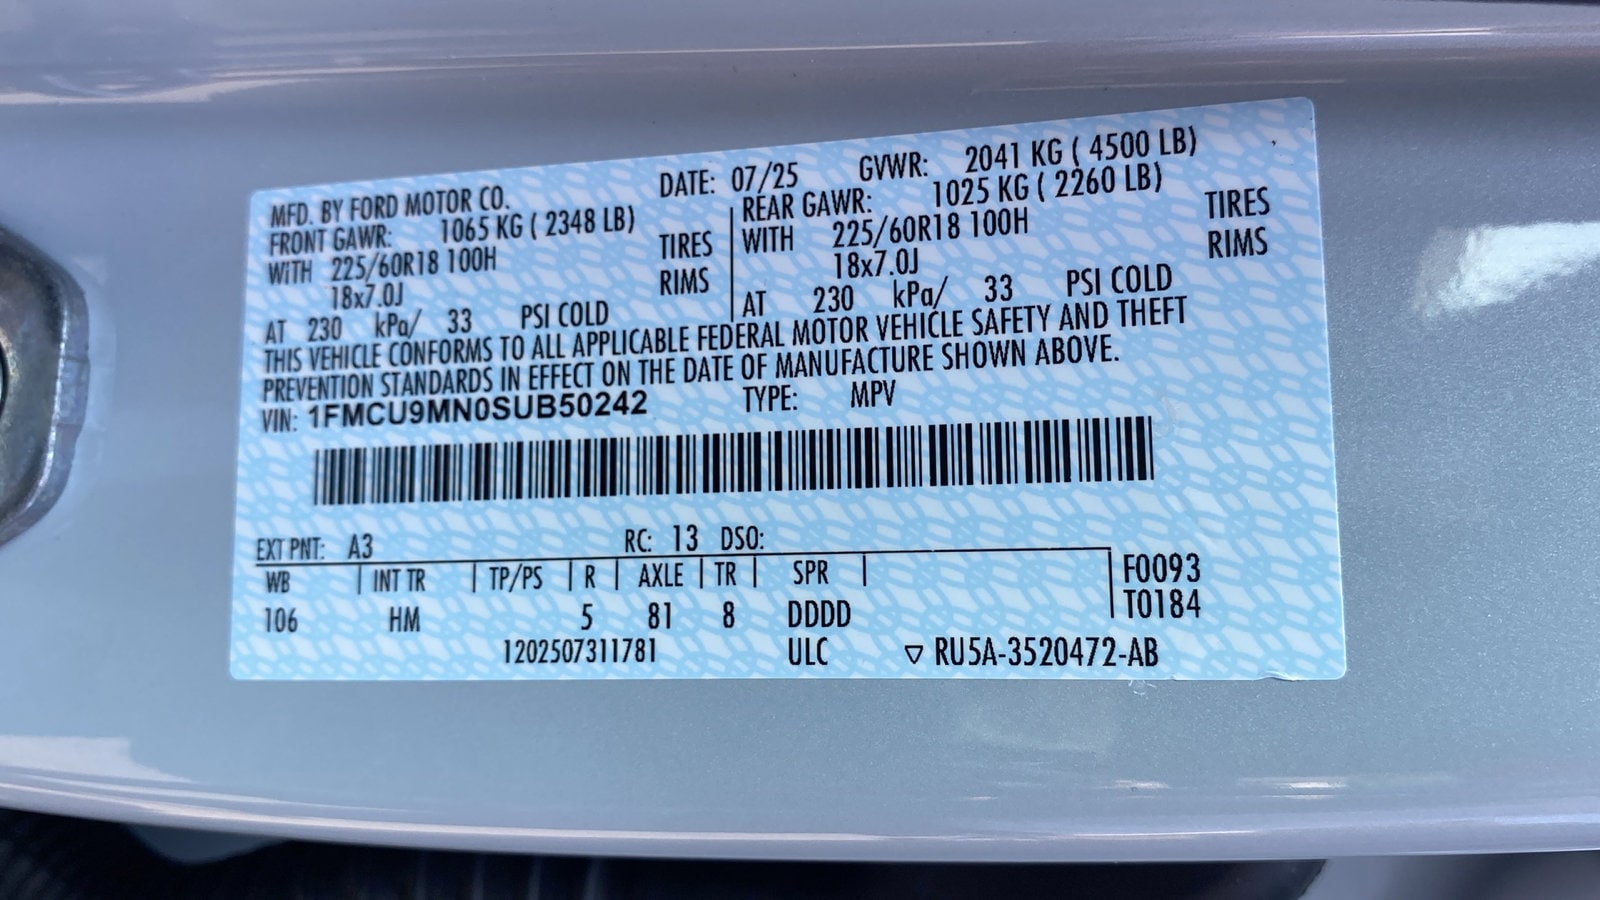 MFD. BY FORD MOTOR CO. DATE: 07/25 GVWR: 2041 KG ( 4500 LB)
FRONT GAWR: 1065 KG ( 2348 LB) REAR GAWR: 1025 KG ( 2260 LB)
WITH 225/60R18 100H TIRES WITH 225/60R18 100H TIRES
18x7.0J RIMS 18x7.0J RIMS
AT 230 kPa/ 33 PSI COLD AT 230 kPa/ 33 PSI COLD
THIS VEHICLE CONFORMS TO ALL APPLICABLE FEDERAL MOTOR VEHICLE SAFETY AND THEFT
PREVENTION STANDARDS IN EFFECT ON THE DATE OF MANUFACTURE SHOWN ABOVE.
VIN: 1FMCU9MN0SUB50242 TYPE: MPV
EXT PNT: A3 RC: 13 DSO:
WB INT TR TP/PS R AXLE TR SPR F0093
106 HM 5 81 8 DDDD T0184
1202507311781 ULC ▽ RU5A-3520472-AB